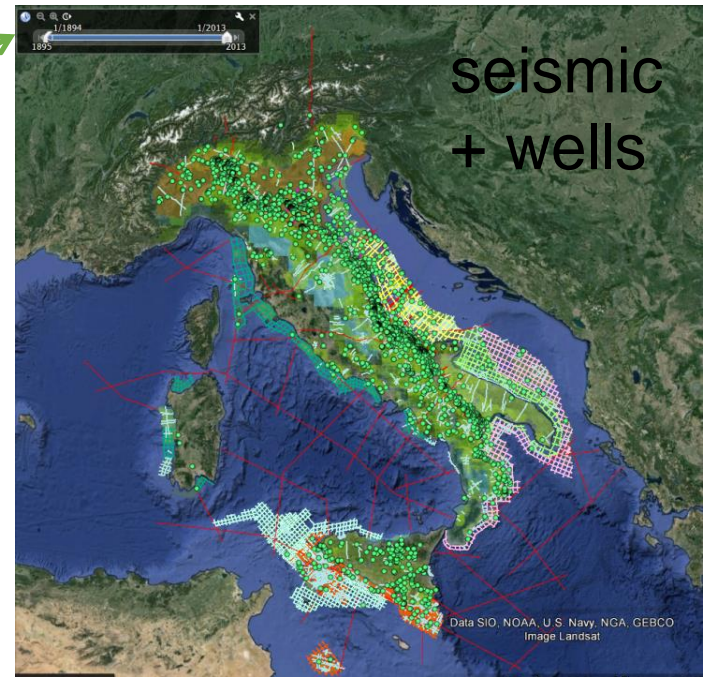 1/1894 1/2013
1895 2013
seismic
+ wells
Data SIO, NOAA, U.S. Navy, NGA, GEBCO
Image Landsat